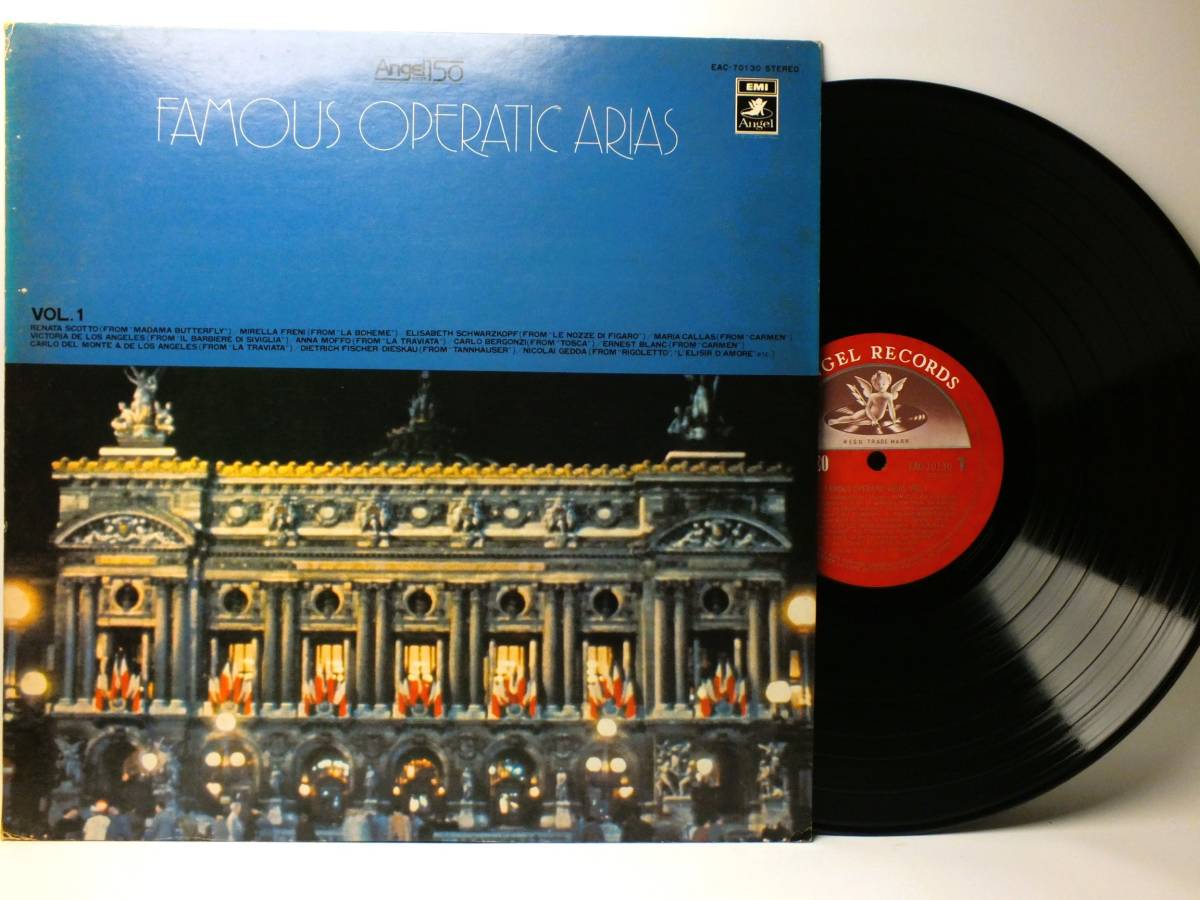 Angel 150
EAC-70130 STEREO
EMI
Angel
FAMOUS OPERATIC ARIAS
VOL.1
RENATA SCOTTO(FROM "MADAMA BUTTERFLY") MIRELLA FRENI(FROM "LA BOHEME") ELISABETH SCHWARZKOPF(FROM "LE NOZZE DI FIGARO") MARIA CALLAS(FROM "CARMEN")
VICTORIA DE LOS ANGELES(FROM "IL BARBIERE DI SIVIGLIA") ANNA MOFFO(FROM "LA TRAVIATA") CARLO BERGONZI(FROM "TOSCA") ERNEST BLANC(FROM "CARMEN")
CARLO DEL MONTE & DE LOS ANGELES(FROM "LA TRAVIATA") DIETRICH FISCHER DIESKAU(FROM "TANNHAUSER") NICOLAI GEDDA(FROM "RIGOLETTO", "L'ELISIR D'AMORE" etc.)
GEL RECORDS
REGD. TRADE MARK
EAC-70130 1